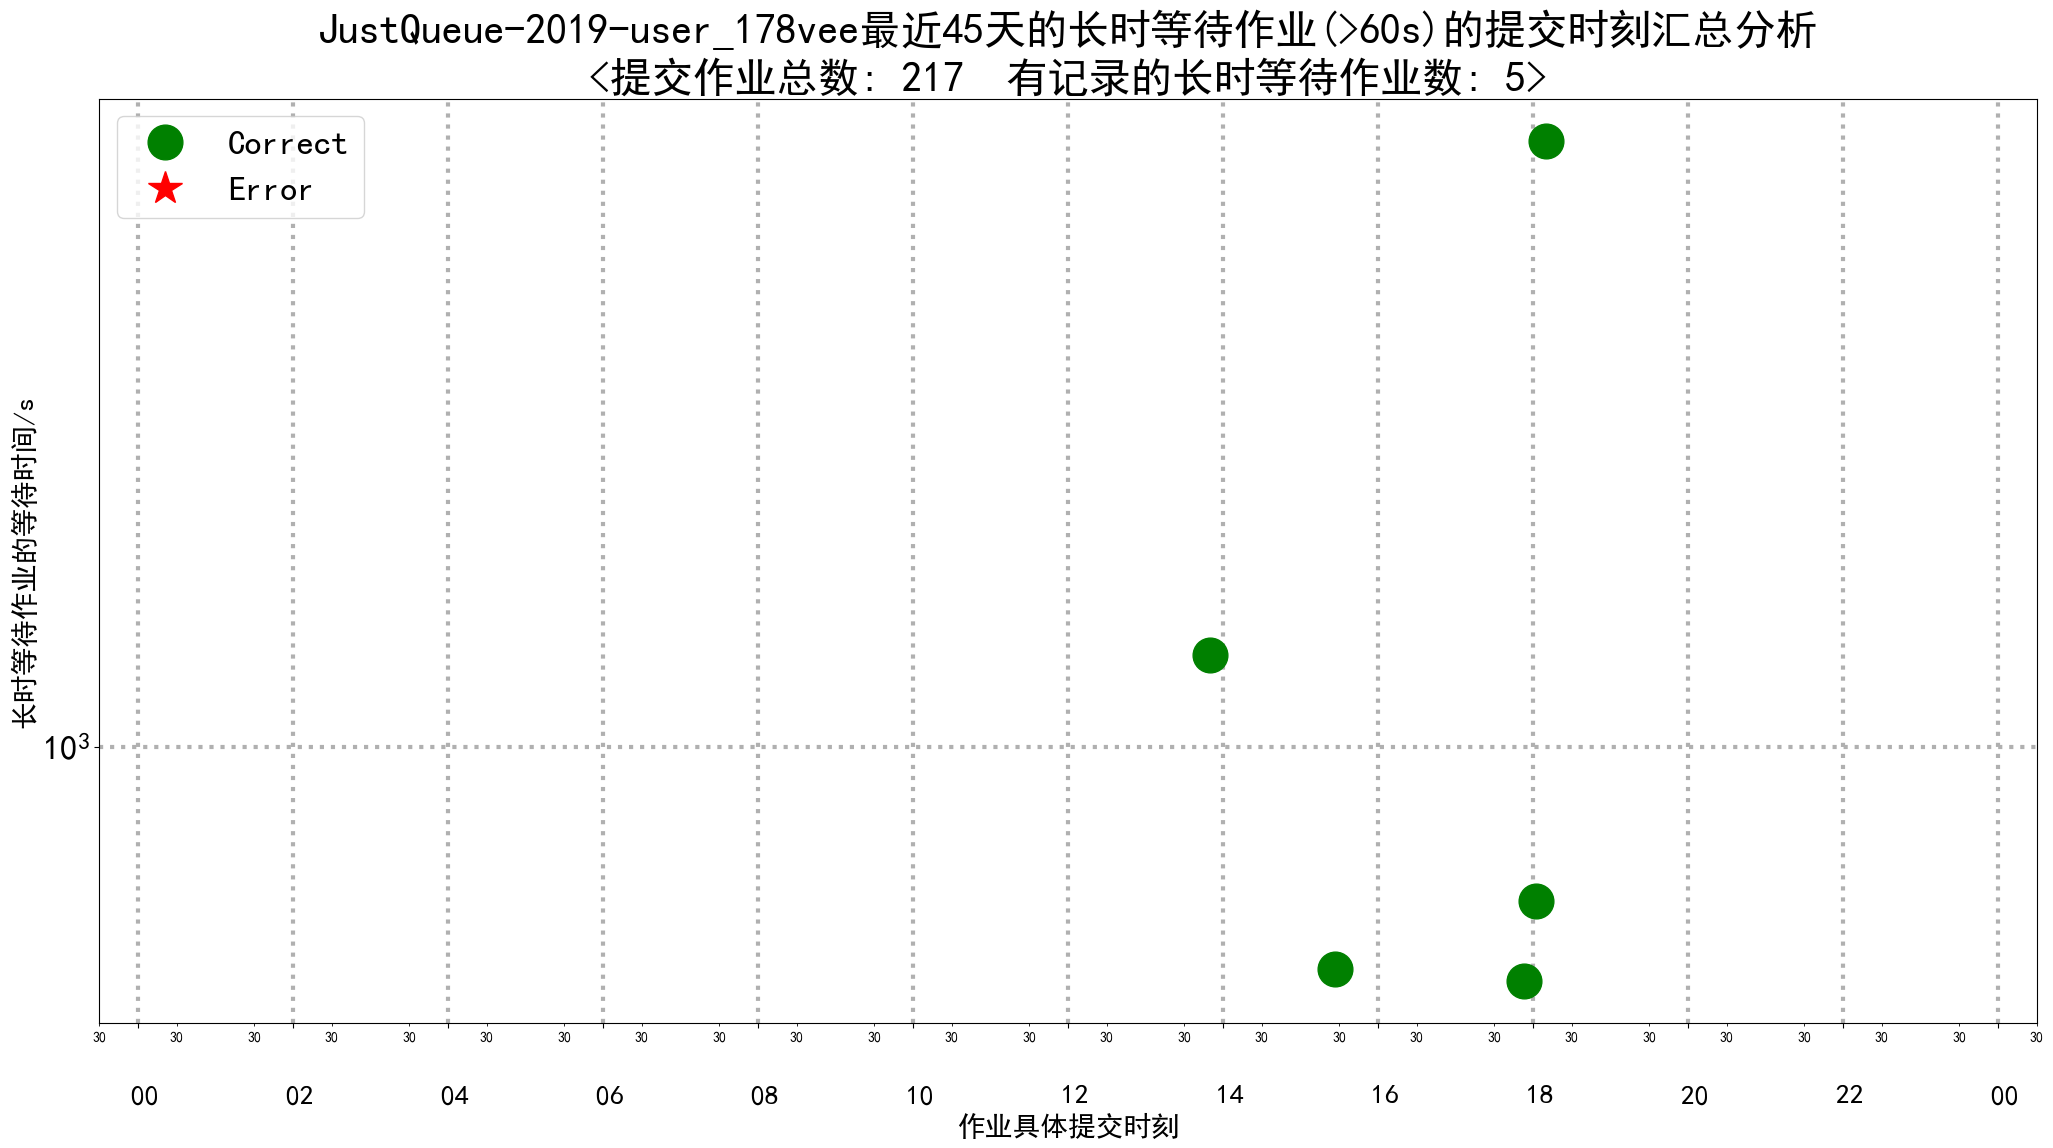 JustQueue-2019-user_178vee最近45天的长时等待作业(>60s)的提交时刻汇总分析
<提交作业总数: 217  有记录的长时等待作业数: 5>
Correct
Error
长时等待作业的等待时间/s
10³
30 30 30 30 30 30 30 30 30 30 30 30 30 30 30 30 30 30 30 30 30 30 30 30 30 30
00 02 04 06 08 10 12 14 16 18 20 22 00
作业具体提交时刻